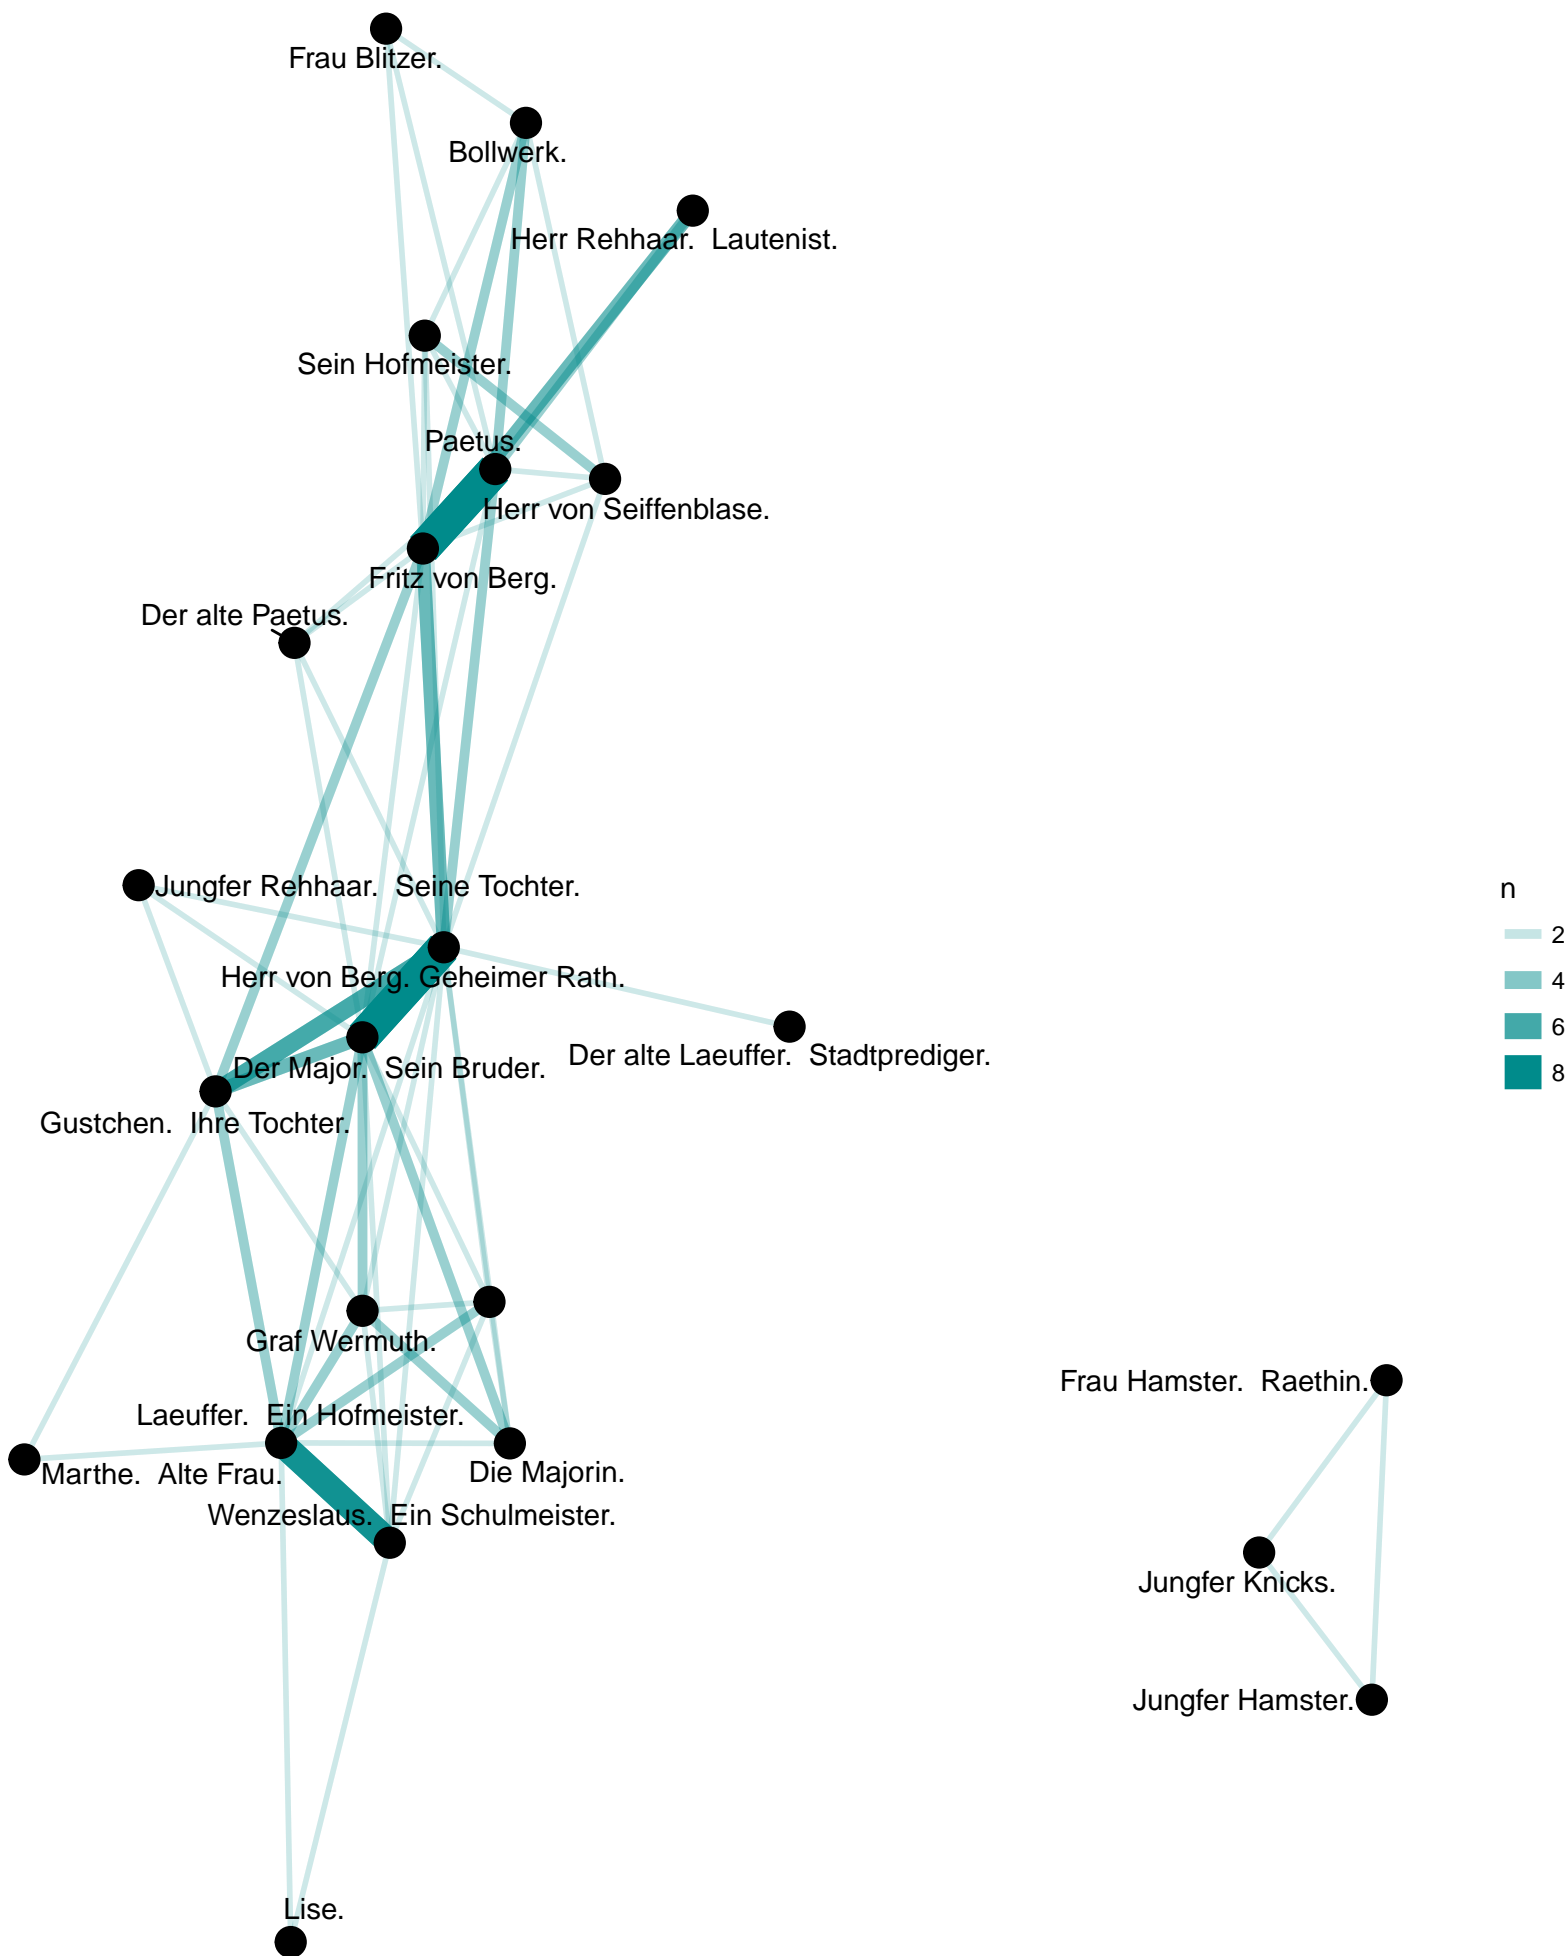 Frau Blitzer.
Bollwerk.
Herr Rehhaar.  Lautenist.
Sein Hofmeister.
Paetus.
Herr von Seiffenblase.
Fritz von Berg.
Der alte Paetus.
Jungfer Rehhaar.  Seine Tochter.
n
2
4
6
8
Herr von Berg. Geheimer Rath.
Der Major.  Sein Bruder.
Der alte Laeuffer.  Stadtprediger.
Gustchen.  Ihre Tochter.
Graf Wermuth.
Frau Hamster.  Raethin.
Laeuffer.  Ein Hofmeister.
Marthe.  Alte Frau.
Die Majorin.
Wenzeslaus.  Ein Schulmeister.
Jungfer Knicks.
Jungfer Hamster.
Lise.